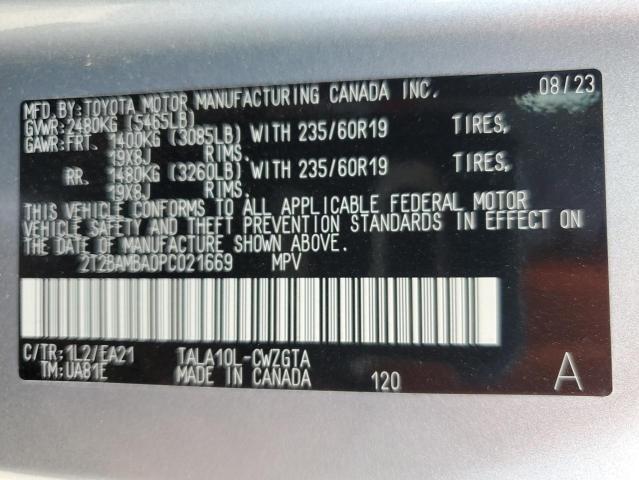 MFD.BY:TOYOTA MOTOR MANUFACTURING CANADA INC. 08/23
GVWR:2480KG (5465LB)
GAWR:FRT. 1400KG (3085LB) WITH 235/60R19 TIRES,
19X8J RIMS.
RR. 1480KG (3260LB) WITH 235/60R19 TIRES,
19X8J RIMS.
THIS VEHICLE CONFORMS TO ALL APPLICABLE FEDERAL MOTOR
VEHICLE SAFETY AND THEFT PREVENTION STANDARDS IN EFFECT ON
THE DATE OF MANUFACTURE SHOWN ABOVE.
2T2BAMBA0PC021669 MPV
C/TR:1L2/EA21 TALA10L-CWZGTA
TM:UA81E MADE IN CANADA 120 A